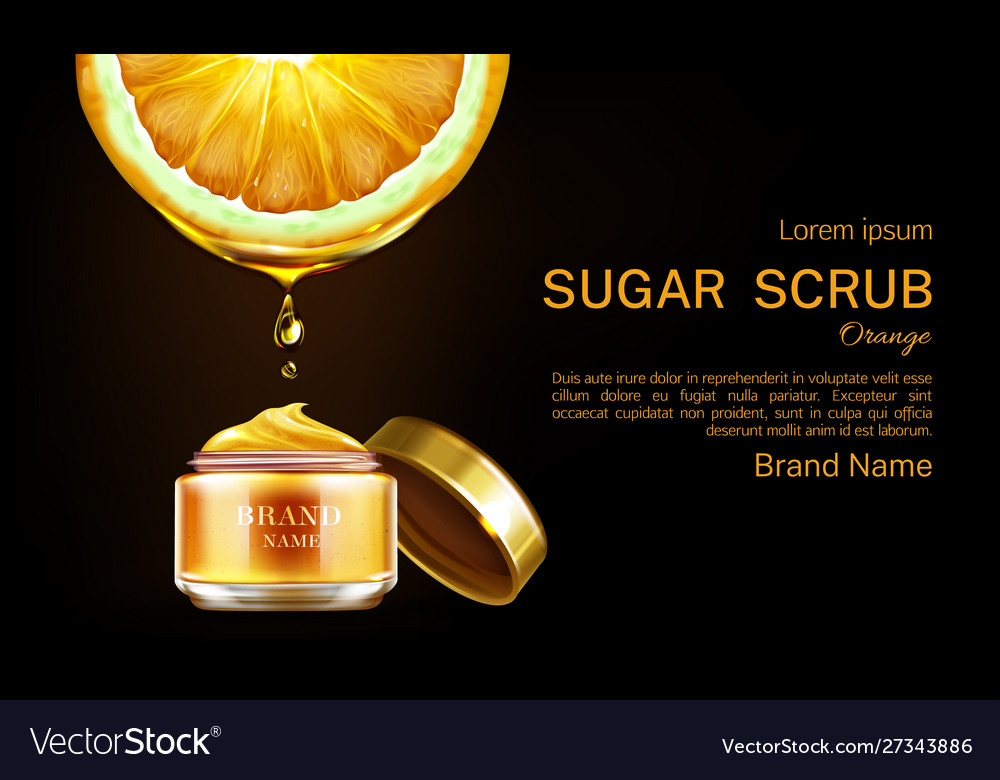 Lorem ipsum
SUGAR SCRUB
Orange
Duis aute irure dolor in reprehenderit in voluptate velit esse
cillum dolore eu fugiat nulla pariatur. Excepteur sint
occaecat cupidatat non proident, sunt in culpa qui officia
deserunt mollit anim id est laborum.
Brand Name
BRAND
NAME
VectorStock®
VectorStock.com/27343886